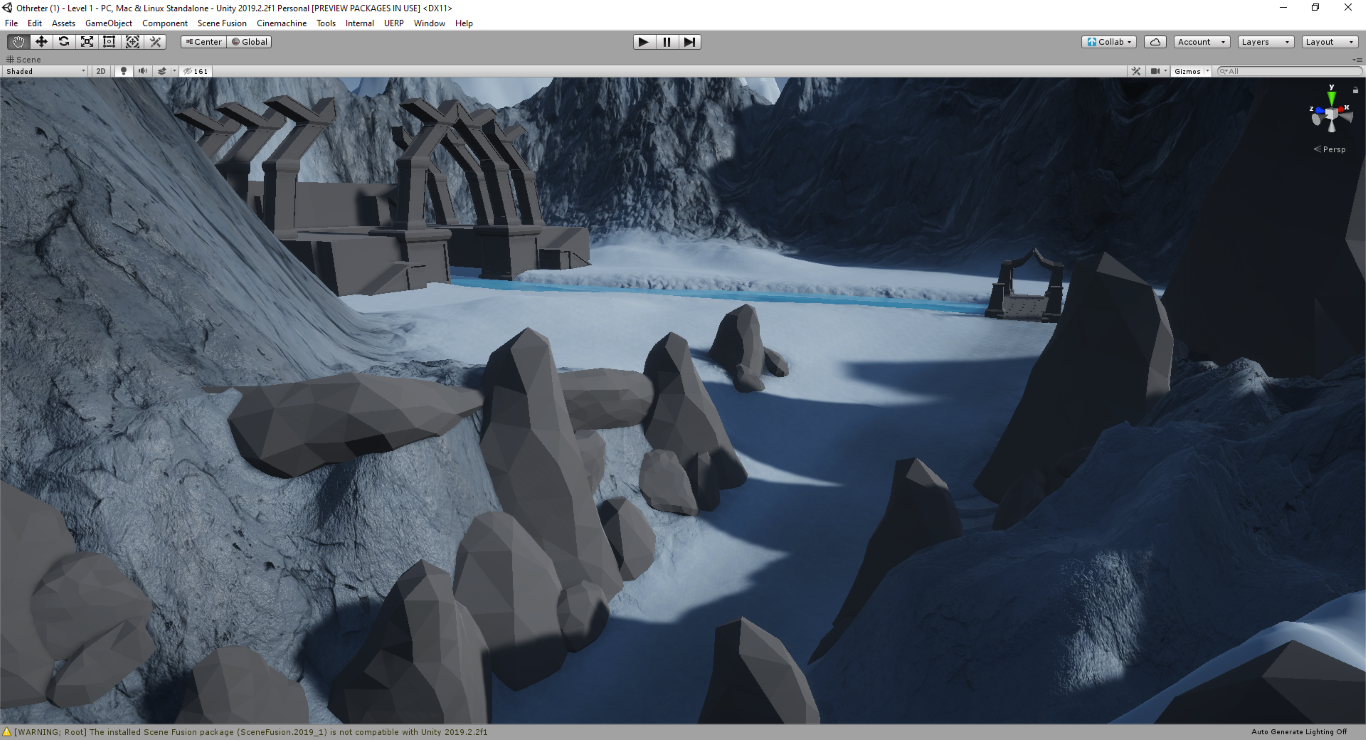 Othreter (1) - Level 1 - PC, Mac & Linux Standalone - Unity 2019.2.2f1 Personal [PREVIEW PACKAGES IN USE] <DX11>
File Edit Assets GameObject Component Scene Fusion Cinemachine Tools Internal UERP Window Help
Center Global Collab Account Layers Layout
Scene
Shaded 2D 161 Gizmos All
y
z x
Persp
[WARNING; Root] The installed Scene Fusion package (SceneFusion.2019_1) is not compatible with Unity 2019.2.2f1 Auto Generate Lighting Off